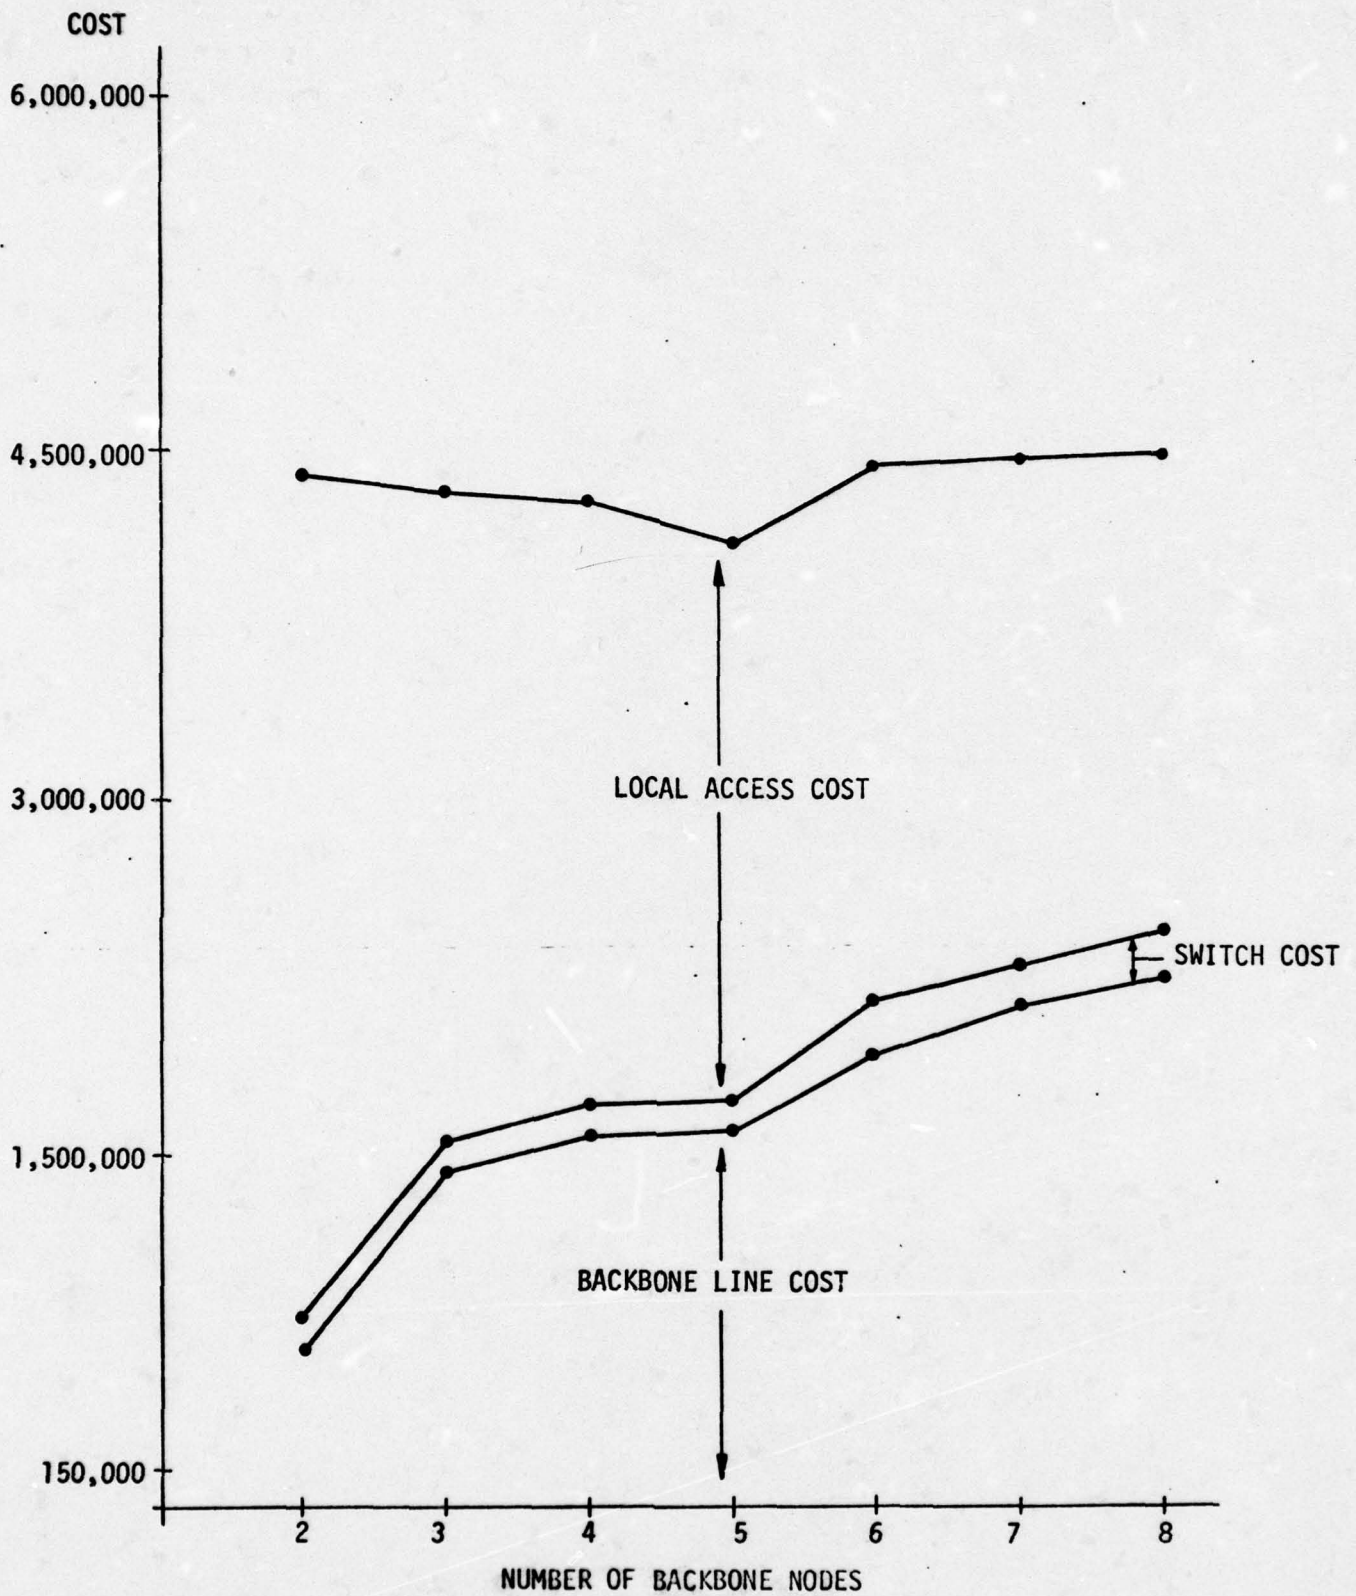 COST
6,000,000
4,500,000
3,000,000
LOCAL ACCESS COST
SWITCH COST
1,500,000
BACKBONE LINE COST
150,000
2 3 4 5 6 7 8
NUMBER OF BACKBONE NODES